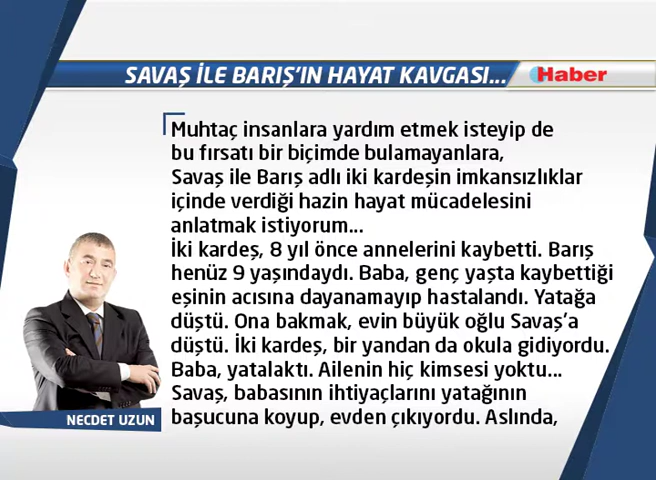 SAVAŞ İLE BARIŞ'IN HAYAT KAVGASI...
Haber
Muhtaç insanlara yardım etmek isteyip de
bu fırsatı bir biçimde bulamayanlara,
Savaş ile Barış adlı iki kardeşin imkansızlıklar
içinde verdiği hazin hayat mücadelesini
anlatmak istiyorum...
İki kardeş, 8 yıl önce annelerini kaybetti. Barış
henüz 9 yaşındaydı. Baba, genç yaşta kaybettiği
eşinin acısına dayanamayıp hastalandı. Yatağa
düştü. Ona bakmak, evin büyük oğlu Savaş'a
düştü. İki kardeş, bir yandan da okula gidiyordu.
Baba, yatalaktı. Ailenin hiç kimsesi yoktu...
Savaş, babasının ihtiyaçlarını yatağının
başucuna koyup, evden çıkıyordu. Aslında,
NECDET UZUN